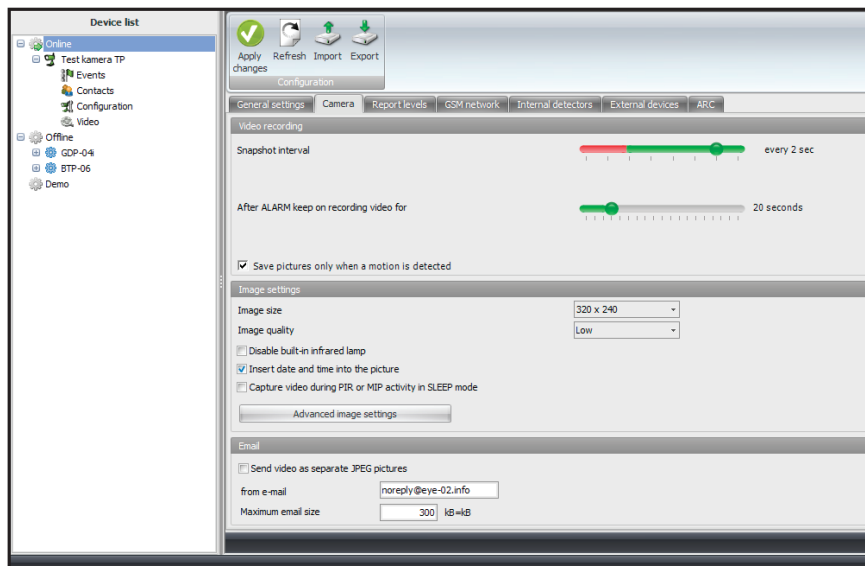 Device list
Online
Test kamera TP
Events
Contacts
Configuration
Video
Offline
GDP-04i
BTP-06
Demo
Apply changes Refresh Import Export
Configuration
General settings Camera Report levels GSM network Internal detectors External devices ARC
Video recording
Snapshot interval every 2 sec
After ALARM keep on recording video for 20 seconds
Save pictures only when a motion is detected
Image settings
Image size 320 x 240
Image quality Low
Disable built-in infrared lamp
Insert date and time into the picture
Capture video during PIR or MIP activity in SLEEP mode
Advanced image settings
Email
Send video as separate JPEG pictures
from e-mail noreply@eye-02.info
Maximum email size 300 kB=kB